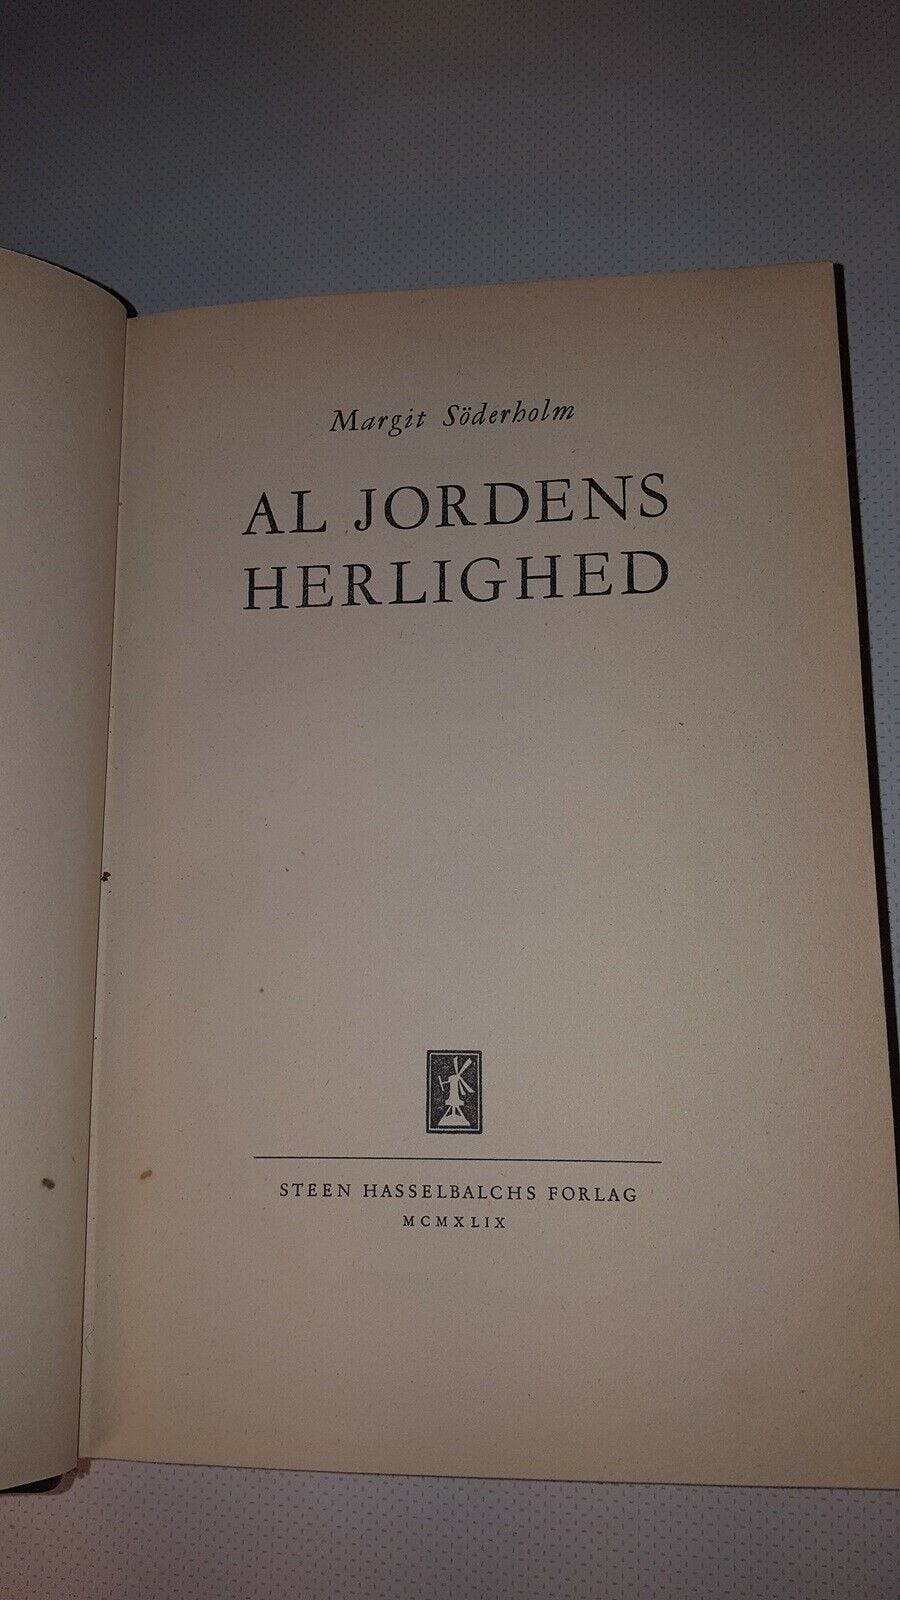 Margit Söderholm
AL JORDENS
HERLIGHED
STEEN HASSELBALCHS FORLAG
MCMXLIX